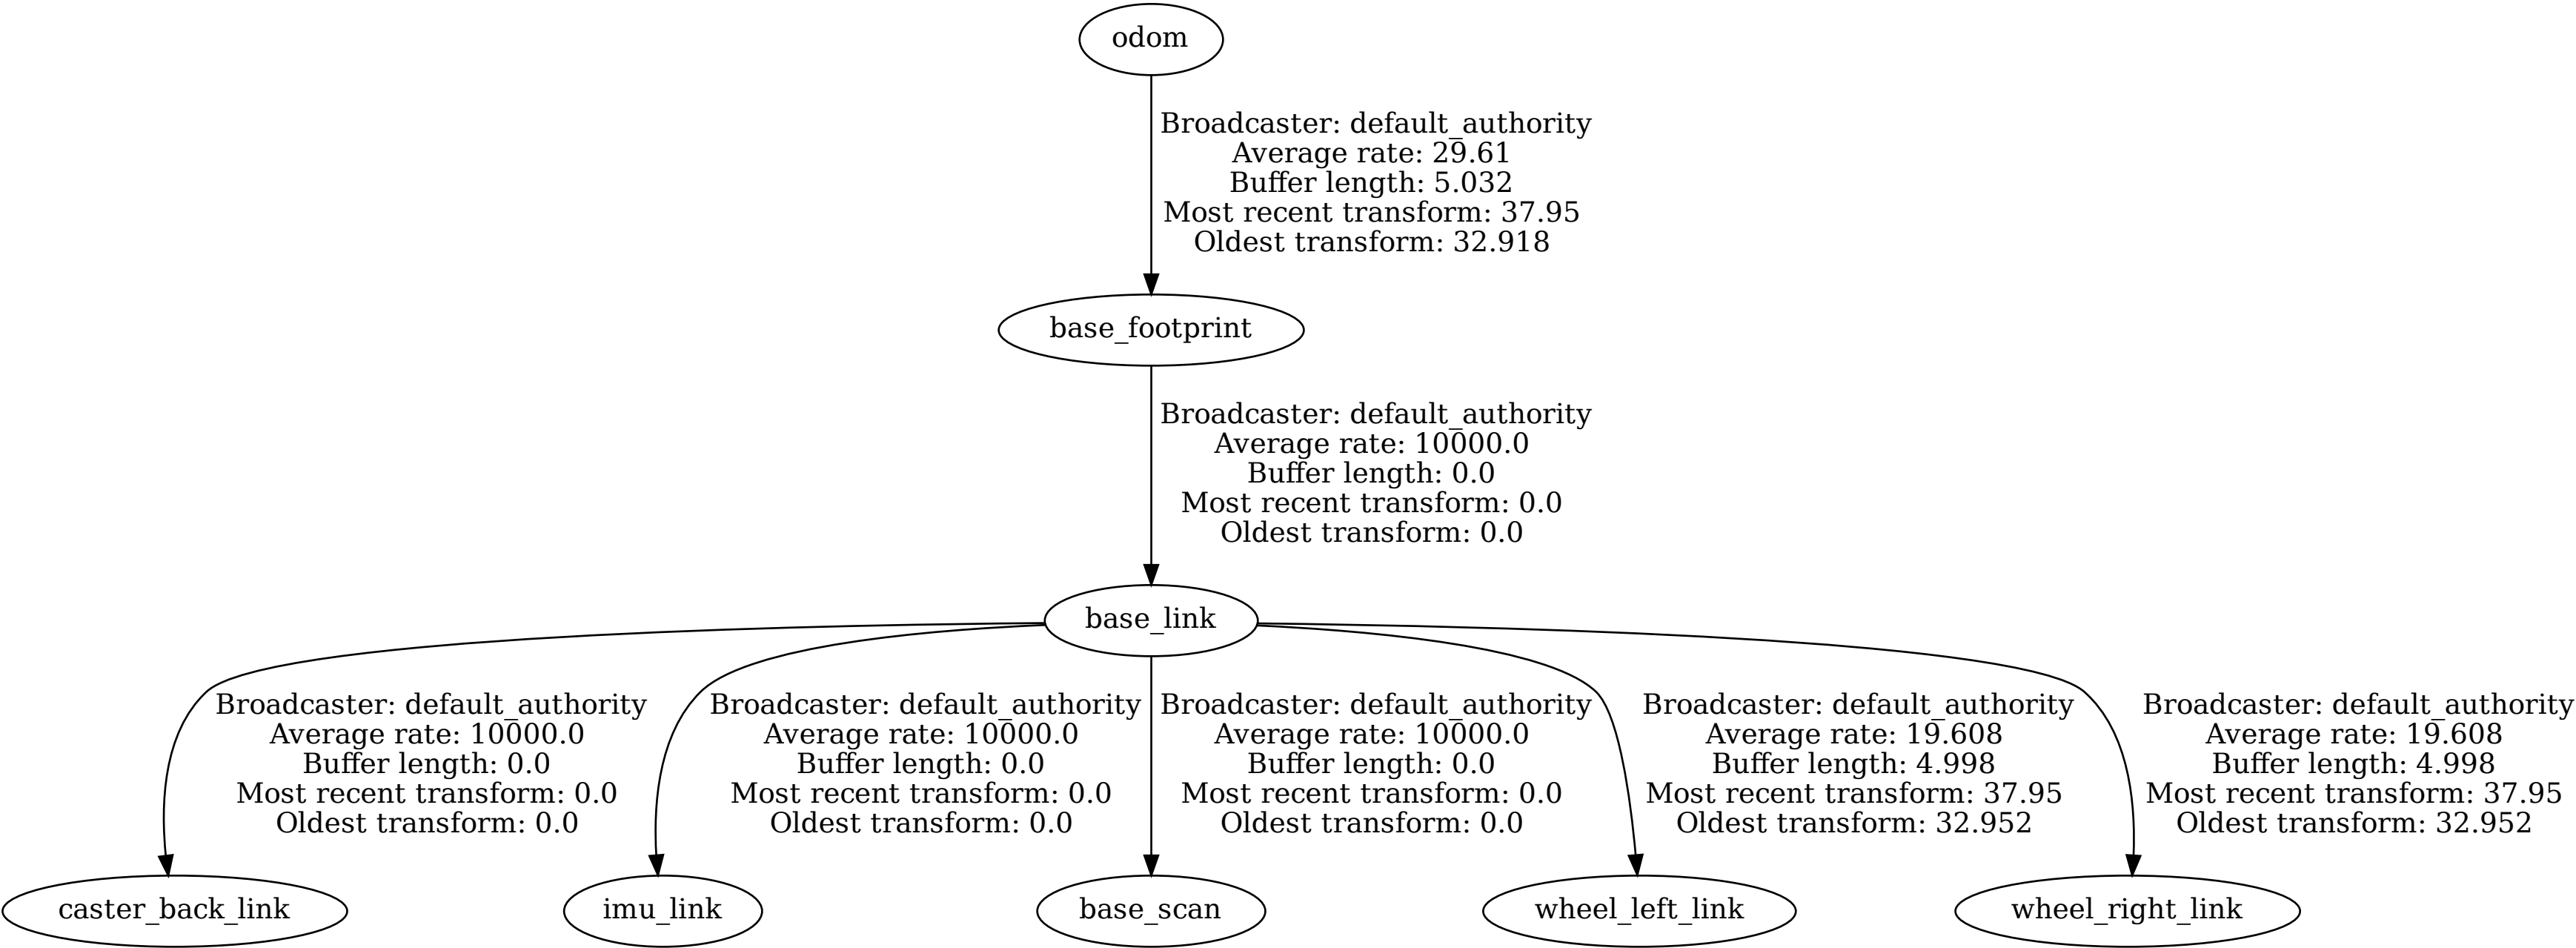 odom
Broadcaster: default_authority
Average rate: 29.61
Buffer length: 5.032
Most recent transform: 37.95
Oldest transform: 32.918
base_footprint
Broadcaster: default_authority
Average rate: 10000.0
Buffer length: 0.0
Most recent transform: 0.0
Oldest transform: 0.0
base_link
Broadcaster: default_authority
Average rate: 10000.0
Buffer length: 0.0
Most recent transform: 0.0
Oldest transform: 0.0
Broadcaster: default_authority
Average rate: 10000.0
Buffer length: 0.0
Most recent transform: 0.0
Oldest transform: 0.0
Broadcaster: default_authority
Average rate: 10000.0
Buffer length: 0.0
Most recent transform: 0.0
Oldest transform: 0.0
Broadcaster: default_authority
Average rate: 19.608
Buffer length: 4.998
Most recent transform: 37.95
Oldest transform: 32.952
Broadcaster: default_authority
Average rate: 19.608
Buffer length: 4.998
Most recent transform: 37.95
Oldest transform: 32.952
caster_back_link
imu_link
base_scan
wheel_left_link
wheel_right_link